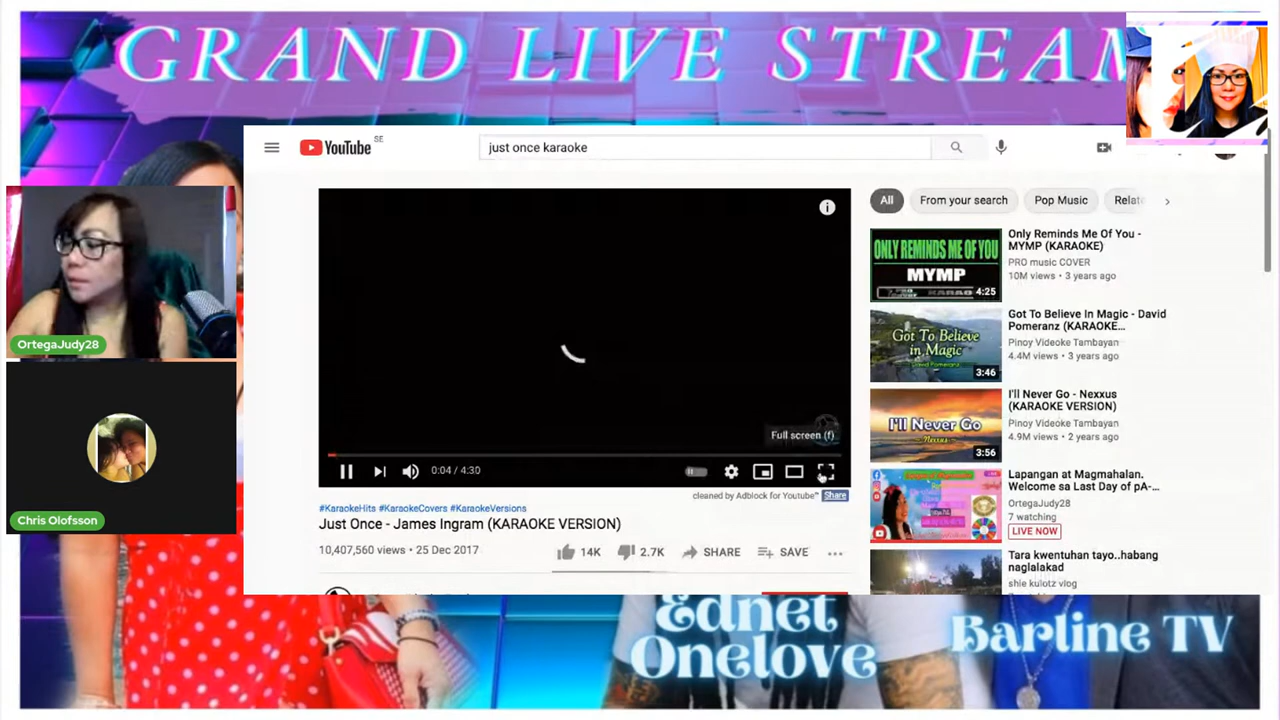 GRAND LIVE STREAM
YouTube SE
just once karaoke
All
From your search
Pop Music
Relate
ONLY REMINDS ME OF YOU
MYMP
4:25
Only Reminds Me Of You -
MYMP (KARAOKE)
PRO music COVER
10M views • 3 years ago
Got To Believe
in Magic
3:46
Got To Believe In Magic - David
Pomeranz (KARAOKE...
Pinoy Videoke Tambayan
4.4M views • 3 years ago
I'll Never Go
Nexxus
3:56
I'll Never Go - Nexxus
(KARAOKE VERSION)
Pinoy Videoke Tambayan
4.9M views • 2 years ago
Lapangan at Magmahalan.
Welcome sa Last Day of pA-...
OrtegaJudy28
7 watching
LIVE NOW
Tara kwentuhan tayo..habang
naglalakad
shie kulotz vlog
OrtegaJudy28
Chris Olofsson
Full screen (f)
0:04 / 4:30
cleaned by Adblock for Youtube™ Share
#KaraokeHits #KaraokeCovers #KaraokeVersions
Just Once - James Ingram (KARAOKE VERSION)
10,407,560 views • 25 Dec 2017
14K
2.7K
SHARE
SAVE
Ednet
Onelove
Barline TV